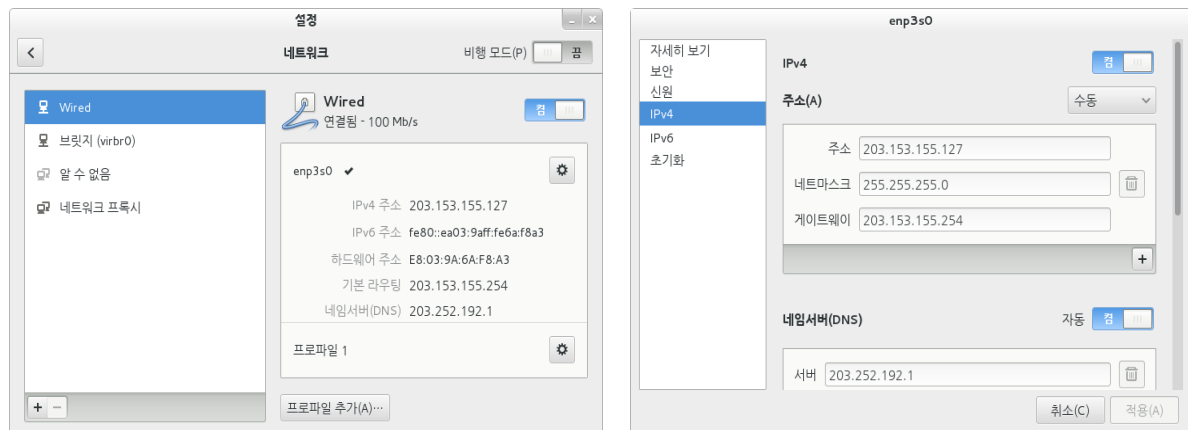 설정
네트워크
비행 모드(P)
끔
Wired
브릿지 (virbr0)
알 수 없음
네트워크 프록시
Wired
연결됨 - 100 Mb/s
켬
enp3s0
IPv4 주소 203.153.155.127
IPv6 주소 fe80::ea03:9aff:fe6a:f8a3
하드웨어 주소 E8:03:9A:6A:F8:A3
기본 라우팅 203.153.155.254
네임서버(DNS) 203.252.192.1
프로파일 1
프로파일 추가(A)…
enp3s0
자세히 보기
보안
신원
IPv4
IPv6
초기화
IPv4
켬
주소(A)
수동
주소 203.153.155.127
네트마스크 255.255.255.0
게이트웨이 203.153.155.254
네임서버(DNS)
자동 켬
서버 203.252.192.1
취소(C)
적용(A)